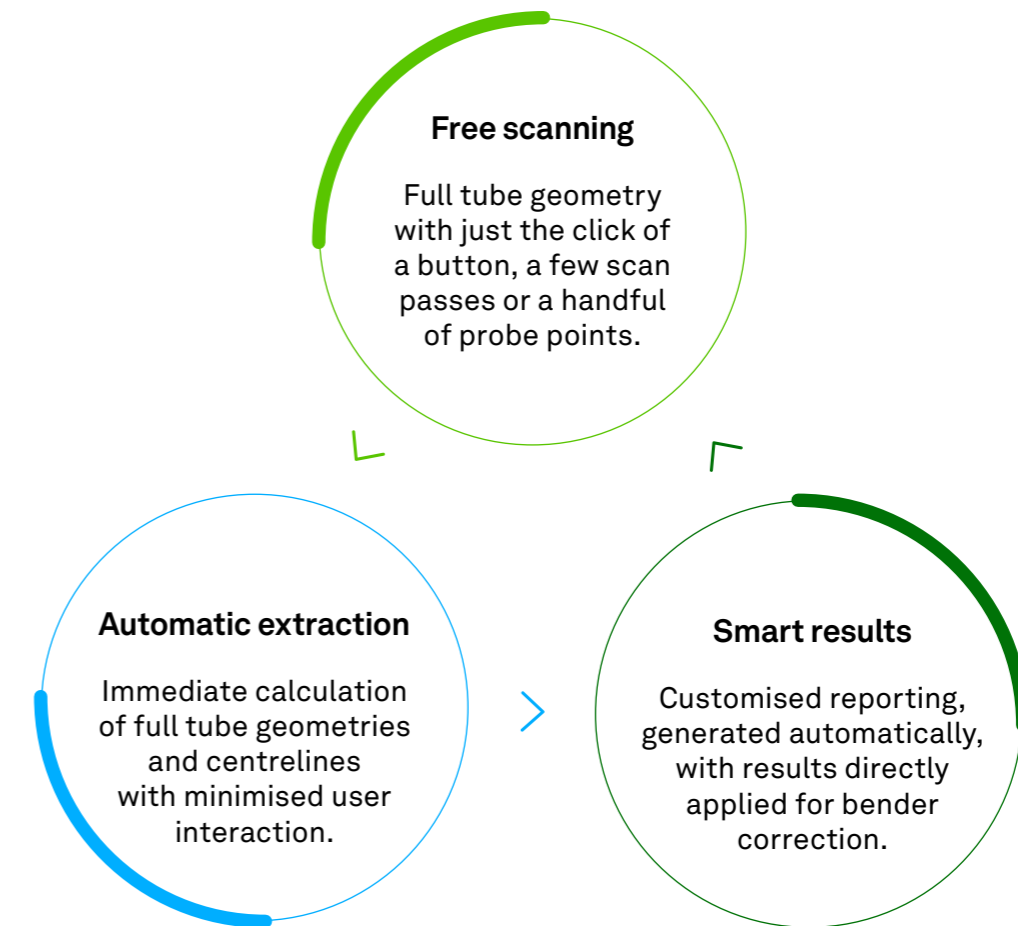 Free scanning
Full tube geometry
with just the click of
a button, a few scan
passes or a handful
of probe points.
Automatic extraction
Immediate calculation
of full tube geometries
and centrelines
with minimised user
interaction.
Smart results
Customised reporting,
generated automatically,
with results directly
applied for bender
correction.